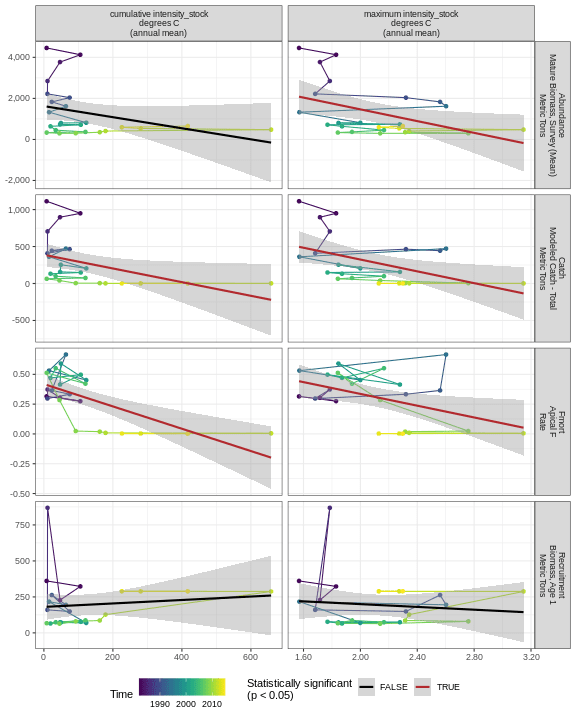 cumulative intensity_stock
degrees C
(annual mean)
maximum intensity_stock
degrees C
(annual mean)
4,000
2,000
0
-2,000
Abundance
Mature Biomass, Survey (Mean)
Metric Tons
1,000
500
0
-500
Catch
Modeled Catch - Total
Metric Tons
0.50
0.25
0.00
-0.25
-0.50
Fmort
Apical F
Rate
750
500
250
0
Recruitment
Biomass, Age 1
Metric Tons
0 200 400 600
1.60 2.00 2.40 2.80 3.20
Time
1990 2000 2010
Statistically significant
(p < 0.05)
FALSE
TRUE